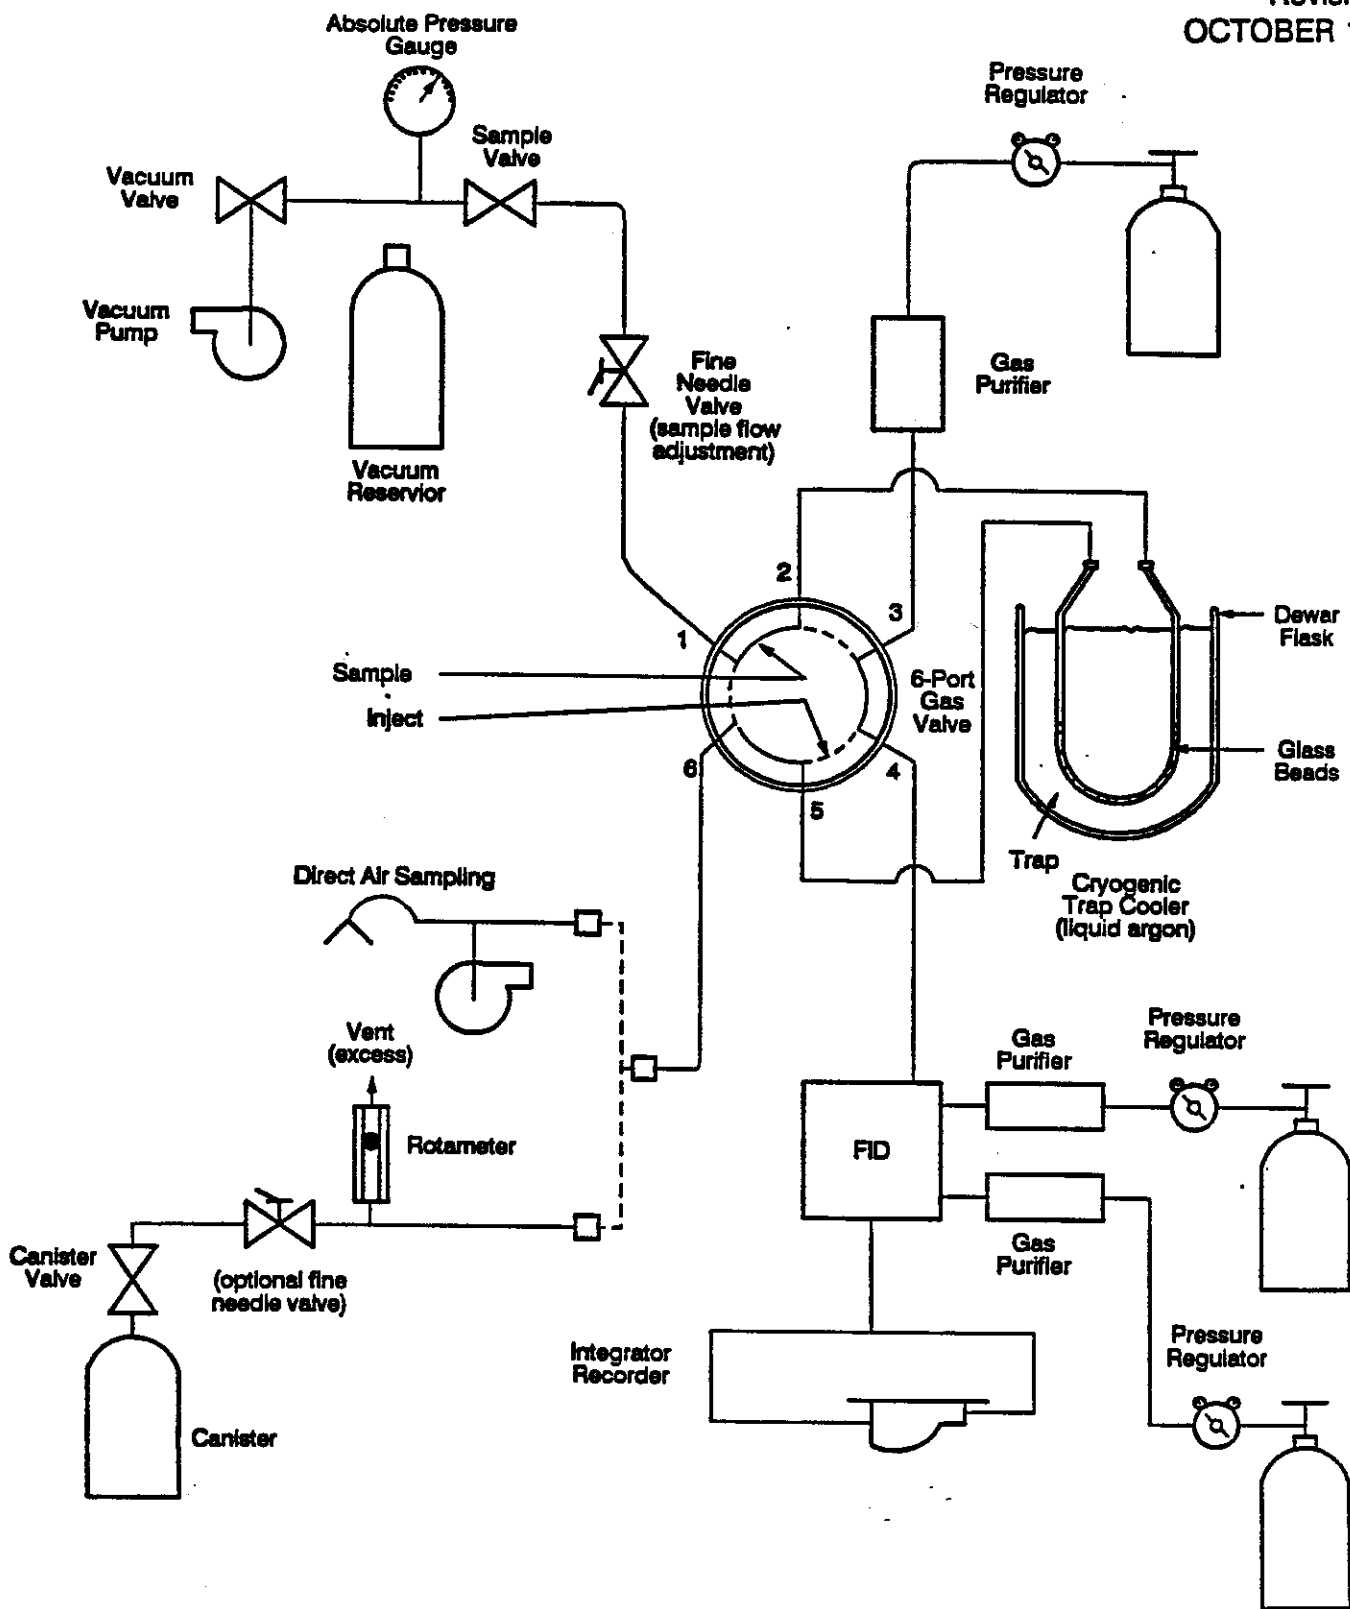 OCTOBER 1
Absolute Pressure
Gauge
Pressure
Regulator
Sample
Valve
Vacuum
Valve
Vacuum
Pump
Fine
Needle
Valve
(sample flow
adjustment)
Gas
Purifier
Vacuum
Reservior
2
3
1
Dewar
Flask
Sample
6-Port
Gas
Valve
Inject
6
4
Glass
Beads
5
Trap
Direct Air Sampling
Cryogenic
Trap Cooler
(liquid argon)
Vent
(excess)
Gas
Purifier
Pressure
Regulator
Rotameter
FID
Canister
Valve
(optional fine
needle valve)
Gas
Purifier
Integrator
Recorder
Pressure
Regulator
Canister